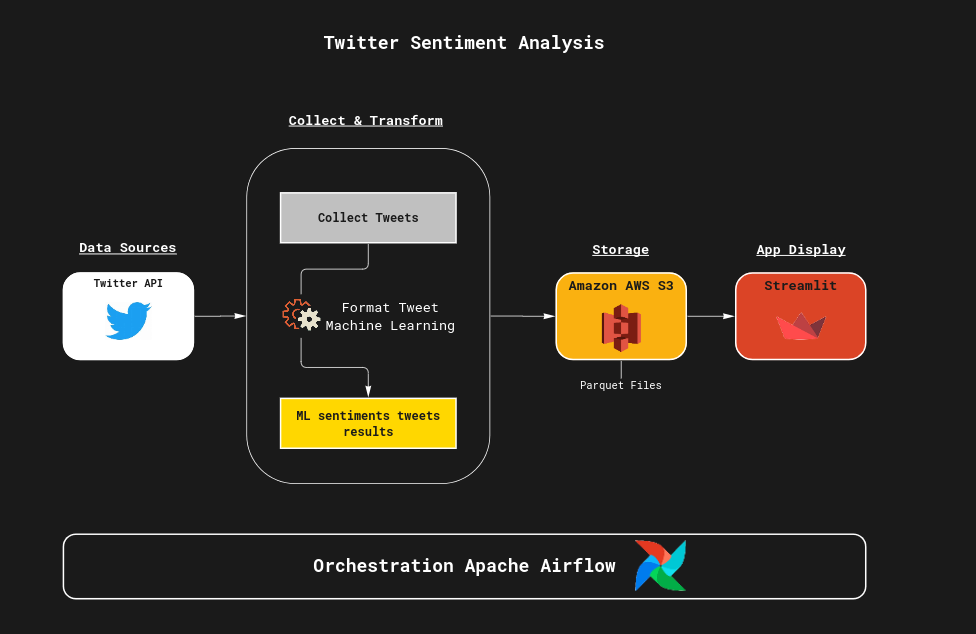 Twitter Sentiment Analysis
Collect & Transform
Collect Tweets
Data Sources
Twitter API
Format Tweet
Machine Learning
ML sentiments tweets
results
Storage
Amazon AWS S3
Parquet Files
App Display
Streamlit
Orchestration Apache Airflow